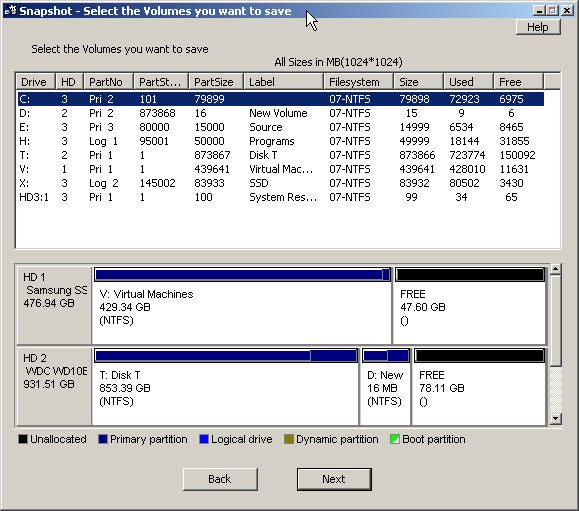 Snapshot - Select the Volumes you want to save
Help
Select the Volumes you want to save
All Sizes in MB(1024*1024)
Drive HD PartNo PartSt... PartSize Label Filesystem Size Used Free
C: 3 Pri 2 101 79899 07-NTFS 79898 72923 6975
D: 2 Pri 2 873868 16 New Volume 07-NTFS 15 9 6
E: 3 Pri 3 80000 15000 Source 07-NTFS 14999 6534 8465
H: 3 Log 1 95001 50000 Programs 07-NTFS 49999 18144 31855
T: 2 Pri 1 1 873867 Disk T 07-NTFS 873866 723774 150092
V: 1 Pri 1 1 439641 Virtual Mac... 07-NTFS 439641 428010 11631
X: 3 Log 2 145002 83933 SSD 07-NTFS 83932 80502 3430
HD3:1 3 Pri 1 1 100 System Res... 07-NTFS 99 34 65
HD 1
Samsung SS
476.94 GB
V: Virtual Machines
429.34 GB
(NTFS)
FREE
47.60 GB
()
HD 2
WDC WD10E
931.51 GB
T: Disk T
853.39 GB
(NTFS)
D: New
16 MB
(NTFS)
FREE
78.11 GB
()
Unallocated Primary partition Logical drive Dynamic partition Boot partition
Back Next